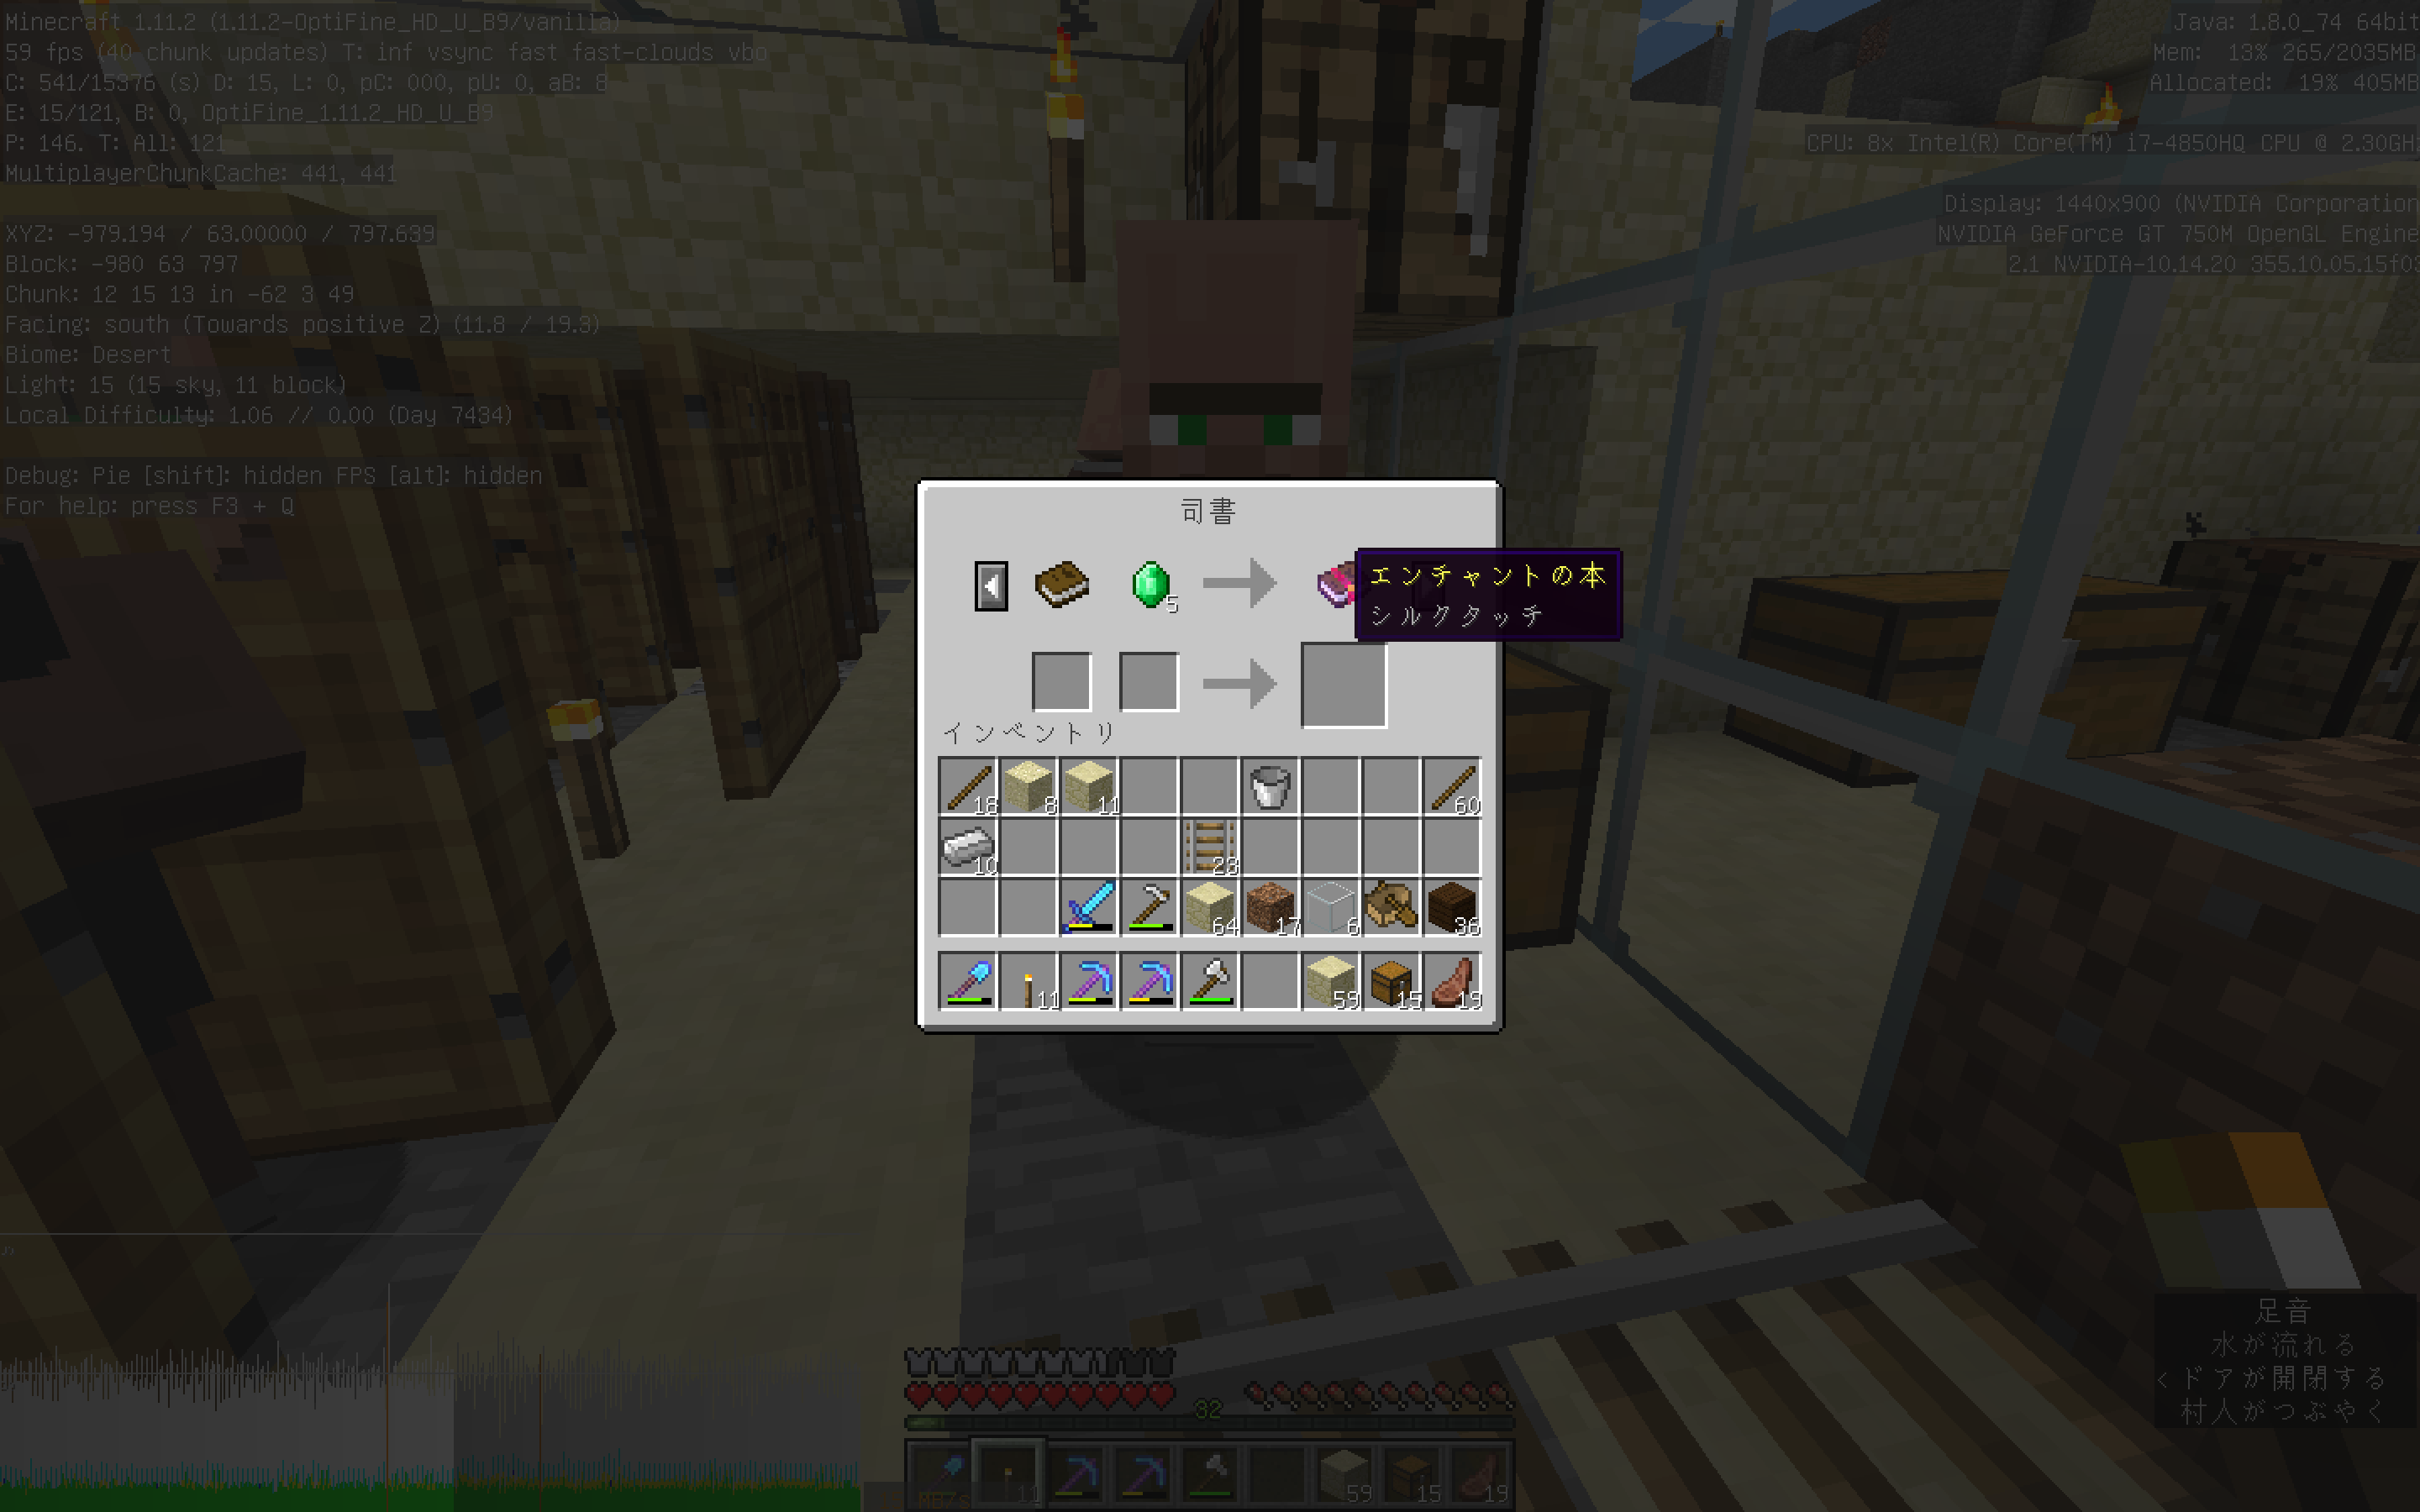 Minecraft 1.11.2 (1.11.2-OptiFine_HD_U_B9/vanilla)
59 fps (40 chunk updates) T: inf vsync fast fast-clouds vbo
C: 541/15376 (s) D: 15, L: 0, pC: 000, pU: 0, aB: 8
E: 15/121, B: 0, OptiFine_1.11.2_HD_U_B9
P: 146. T: All: 121
MultiplayerChunkCache: 441, 441
XYZ: -979.194 / 63.00000 / 797.639
Block: -980 63 797
Chunk: 12 15 13 in -62 3 49
Facing: south (Towards positive Z) (11.8 / 19.3)
Biome: Desert
Light: 15 (15 sky, 11 block)
Local Difficulty: 1.06 // 0.00 (Day 7434)
Debug: Pie [shift]: hidden FPS [alt]: hidden
For help: press F3 + Q
Java: 1.8.0_74 64bit
Mem: 13% 265/2035MB
Allocated: 19% 405MB
CPU: 8x Intel(R) Core(TM) i7-4850HQ CPU @ 2.30GH
Display: 1440x900 (NVIDIA Corporation
NVIDIA GeForce GT 750M OpenGL Engine
2.1 NVIDIA-10.14.20 355.10.05.15f03
司書
5
エンチャントの本
シルクタッチ
インベントリ
18 8 11 60
10 28
64 17 6 36
11 59 15 19
足音
水が流れる
< ドアが開閉する
村人がつぶやく
32
11 59 15 19
MB/s